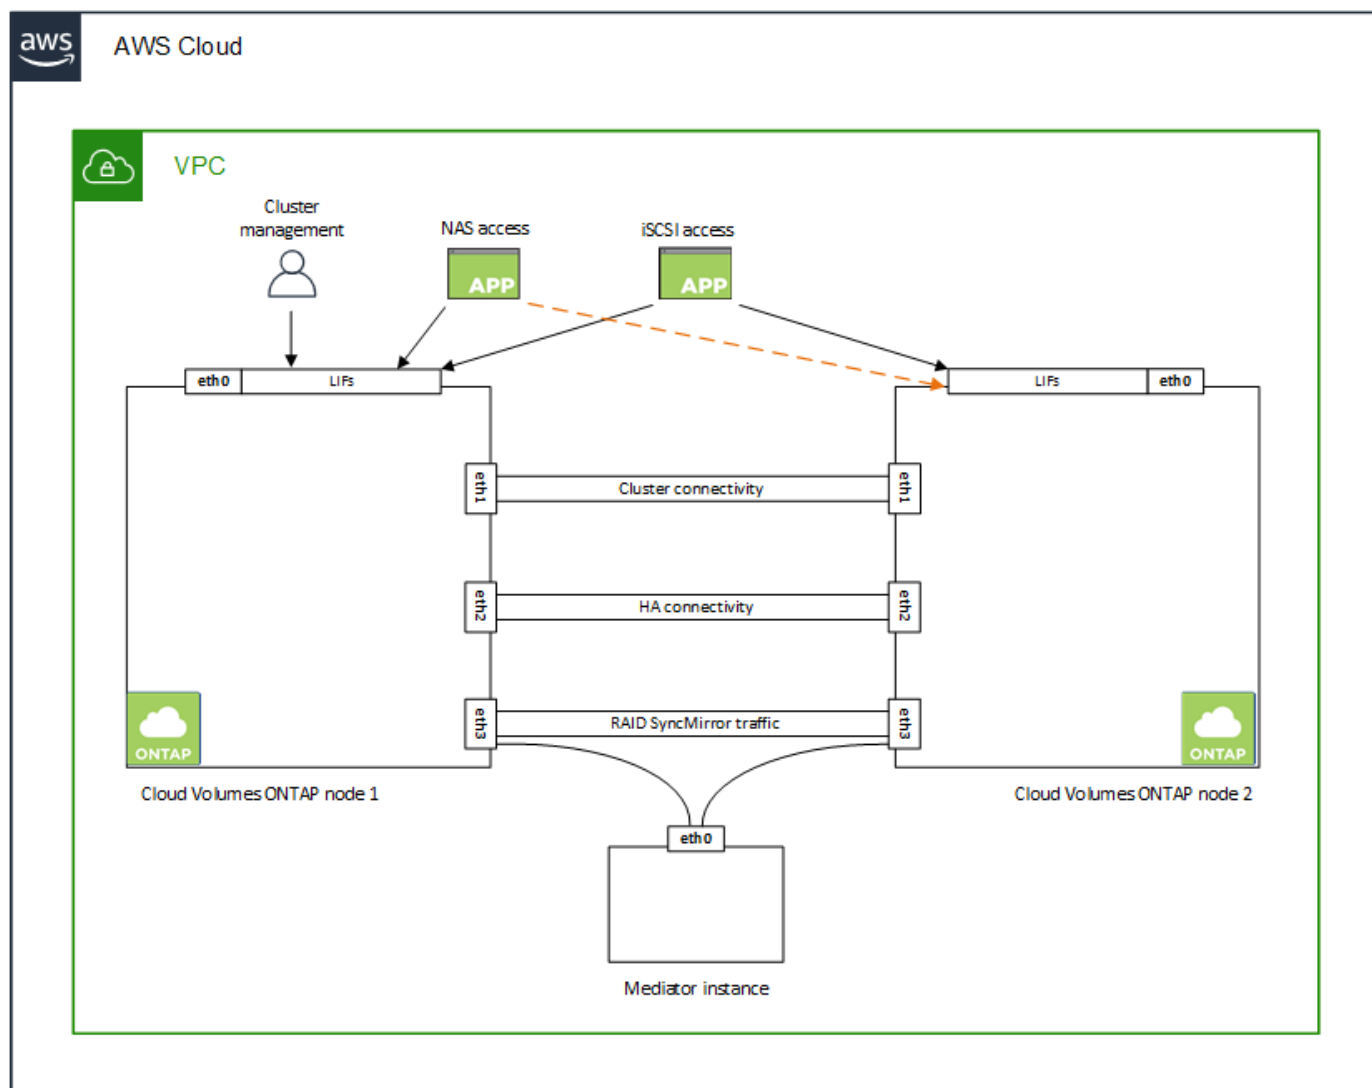 aws
AWS Cloud
VPC
Cluster
management
NAS access
iSCSI access
APP
APP
eth0
LIFs
LIFs
eth0
eth1
Cluster connectivity
eth1
eth2
HA connectivity
eth2
eth3
RAID SyncMirror traffic
eth3
ONTAP
ONTAP
Cloud Volumes ONTAP node 1
Cloud Volumes ONTAP node 2
eth0
Mediator instance